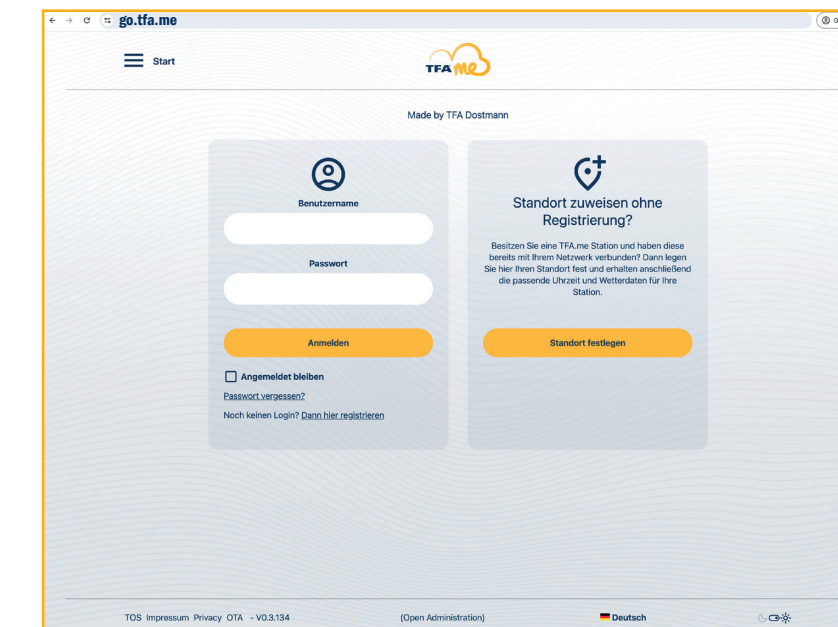 go.tfa.me
Start
TFA me
Made by TFA Dostmann
Benutzername
Passwort
Anmelden
Angemeldet bleiben
Passwort vergessen?
Noch keinen Login? Dann hier registrieren
Standort zuweisen ohne
Registrierung?
Besitzen Sie eine TFA.me Station und haben diese
bereits mit Ihrem Netzwerk verbunden? Dann legen
Sie hier Ihren Standort fest und erhalten anschließend
die passende Uhrzeit und Wetterdaten für Ihre
Station.
Standort festlegen
TOS Impressum Privacy OTA - V0.3.134 (Open Administration) Deutsch